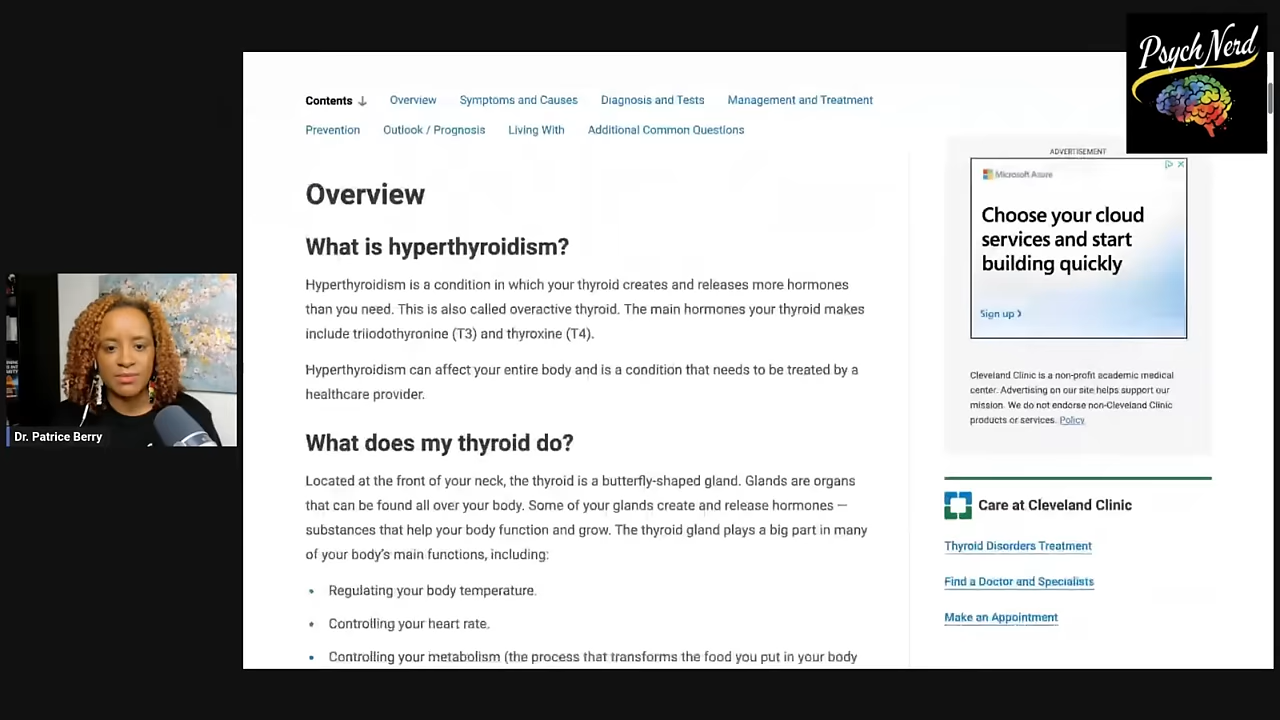 Psych Nerd
Contents ↓ Overview Symptoms and Causes Diagnosis and Tests Management and Treatment
Prevention Outlook / Prognosis Living With Additional Common Questions
Overview
What is hyperthyroidism?
Hyperthyroidism is a condition in which your thyroid creates and releases more hormones
than you need. This is also called overactive thyroid. The main hormones your thyroid makes
include triiodothyronine (T3) and thyroxine (T4).
Hyperthyroidism can affect your entire body and is a condition that needs to be treated by a
healthcare provider.
What does my thyroid do?
Located at the front of your neck, the thyroid is a butterfly-shaped gland. Glands are organs
that can be found all over your body. Some of your glands create and release hormones —
substances that help your body function and grow. The thyroid gland plays a big part in many
of your body's main functions, including:
• Regulating your body temperature.
• Controlling your heart rate.
• Controlling your metabolism (the process that transforms the food you put in your body
ADVERTISEMENT
Microsoft Azure
Choose your cloud
services and start
building quickly
Sign up ❯
Cleveland Clinic is a non-profit academic medical
center. Advertising on our site helps support our
mission. We do not endorse non-Cleveland Clinic
products or services. Policy
Care at Cleveland Clinic
Thyroid Disorders Treatment
Find a Doctor and Specialists
Make an Appointment
Dr. Patrice Berry